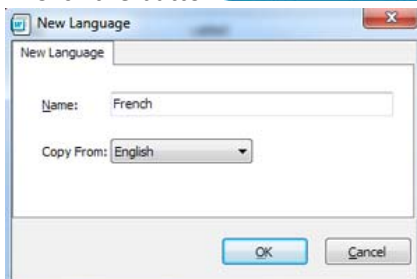 New Language
New Language
Name: French
Copy From: English
OK Cancel